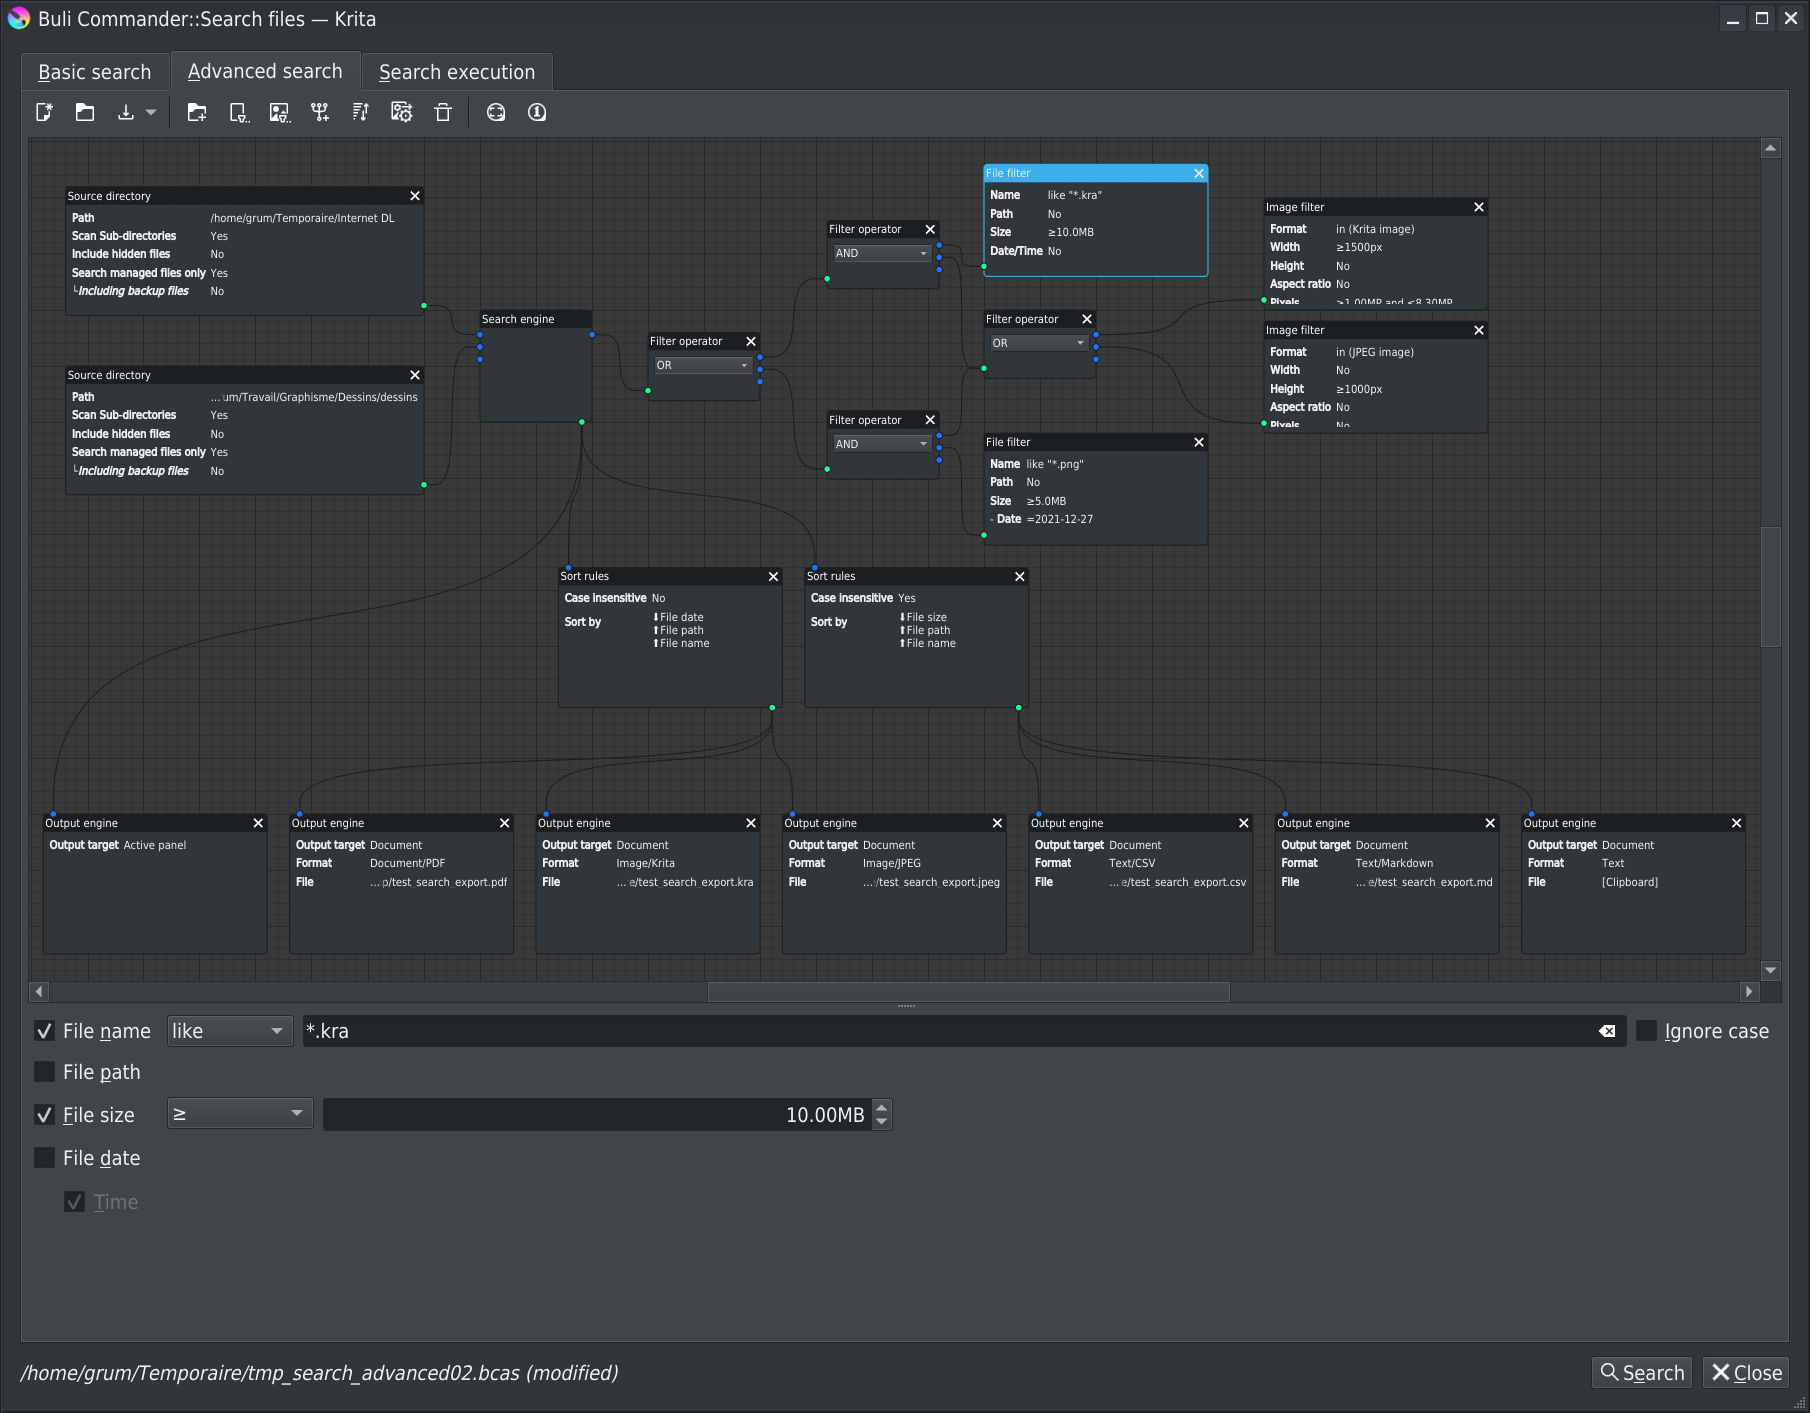 Buli Commander::Search files — Krita
Basic search
Advanced search
Search execution
Source directory
Path /home/grum/Temporaire/Internet DL
Scan Sub-directories Yes
Include hidden files No
Search managed files only Yes
└Including backup files No
Source directory
Path ...um/Travail/Graphisme/Dessins/dessins
Scan Sub-directories Yes
Include hidden files No
Search managed files only Yes
└Including backup files No
Search engine
Filter operator
OR
Filter operator
AND
Filter operator
AND
File filter
Name like "*.kra"
Path No
Size ≥10.0MB
Date/Time No
Filter operator
OR
File filter
Name like "*.png"
Path No
Size ≥5.0MB
- Date =2021-12-27
Image filter
Format in (Krita image)
Width ≥1500px
Height No
Aspect ratio No
Pixels ≥1.00MP and ≤8.30MP
Image filter
Format in (JPEG image)
Width No
Height ≥1000px
Aspect ratio No
Pixels No
Sort rules
Case insensitive No
Sort by ⬇File date
⬆File path
⬆File name
Sort rules
Case insensitive Yes
Sort by ⬇File size
⬆File path
⬆File name
Output engine
Output target Active panel
Output engine
Output target Document
Format Document/PDF
File ...p/test_search_export.pdf
Output engine
Output target Document
Format Image/Krita
File ...e/test_search_export.kra
Output engine
Output target Document
Format Image/JPEG
File .../test_search_export.jpeg
Output engine
Output target Document
Format Text/CSV
File ...e/test_search_export.csv
Output engine
Output target Document
Format Text/Markdown
File ...e/test_search_export.md
Output engine
Output target Document
Format Text
File [Clipboard]
File name like *.kra Ignore case
File path
File size ≥ 10.00MB
File date
Time
/home/grum/Temporaire/tmp_search_advanced02.bcas (modified)
Search
Close